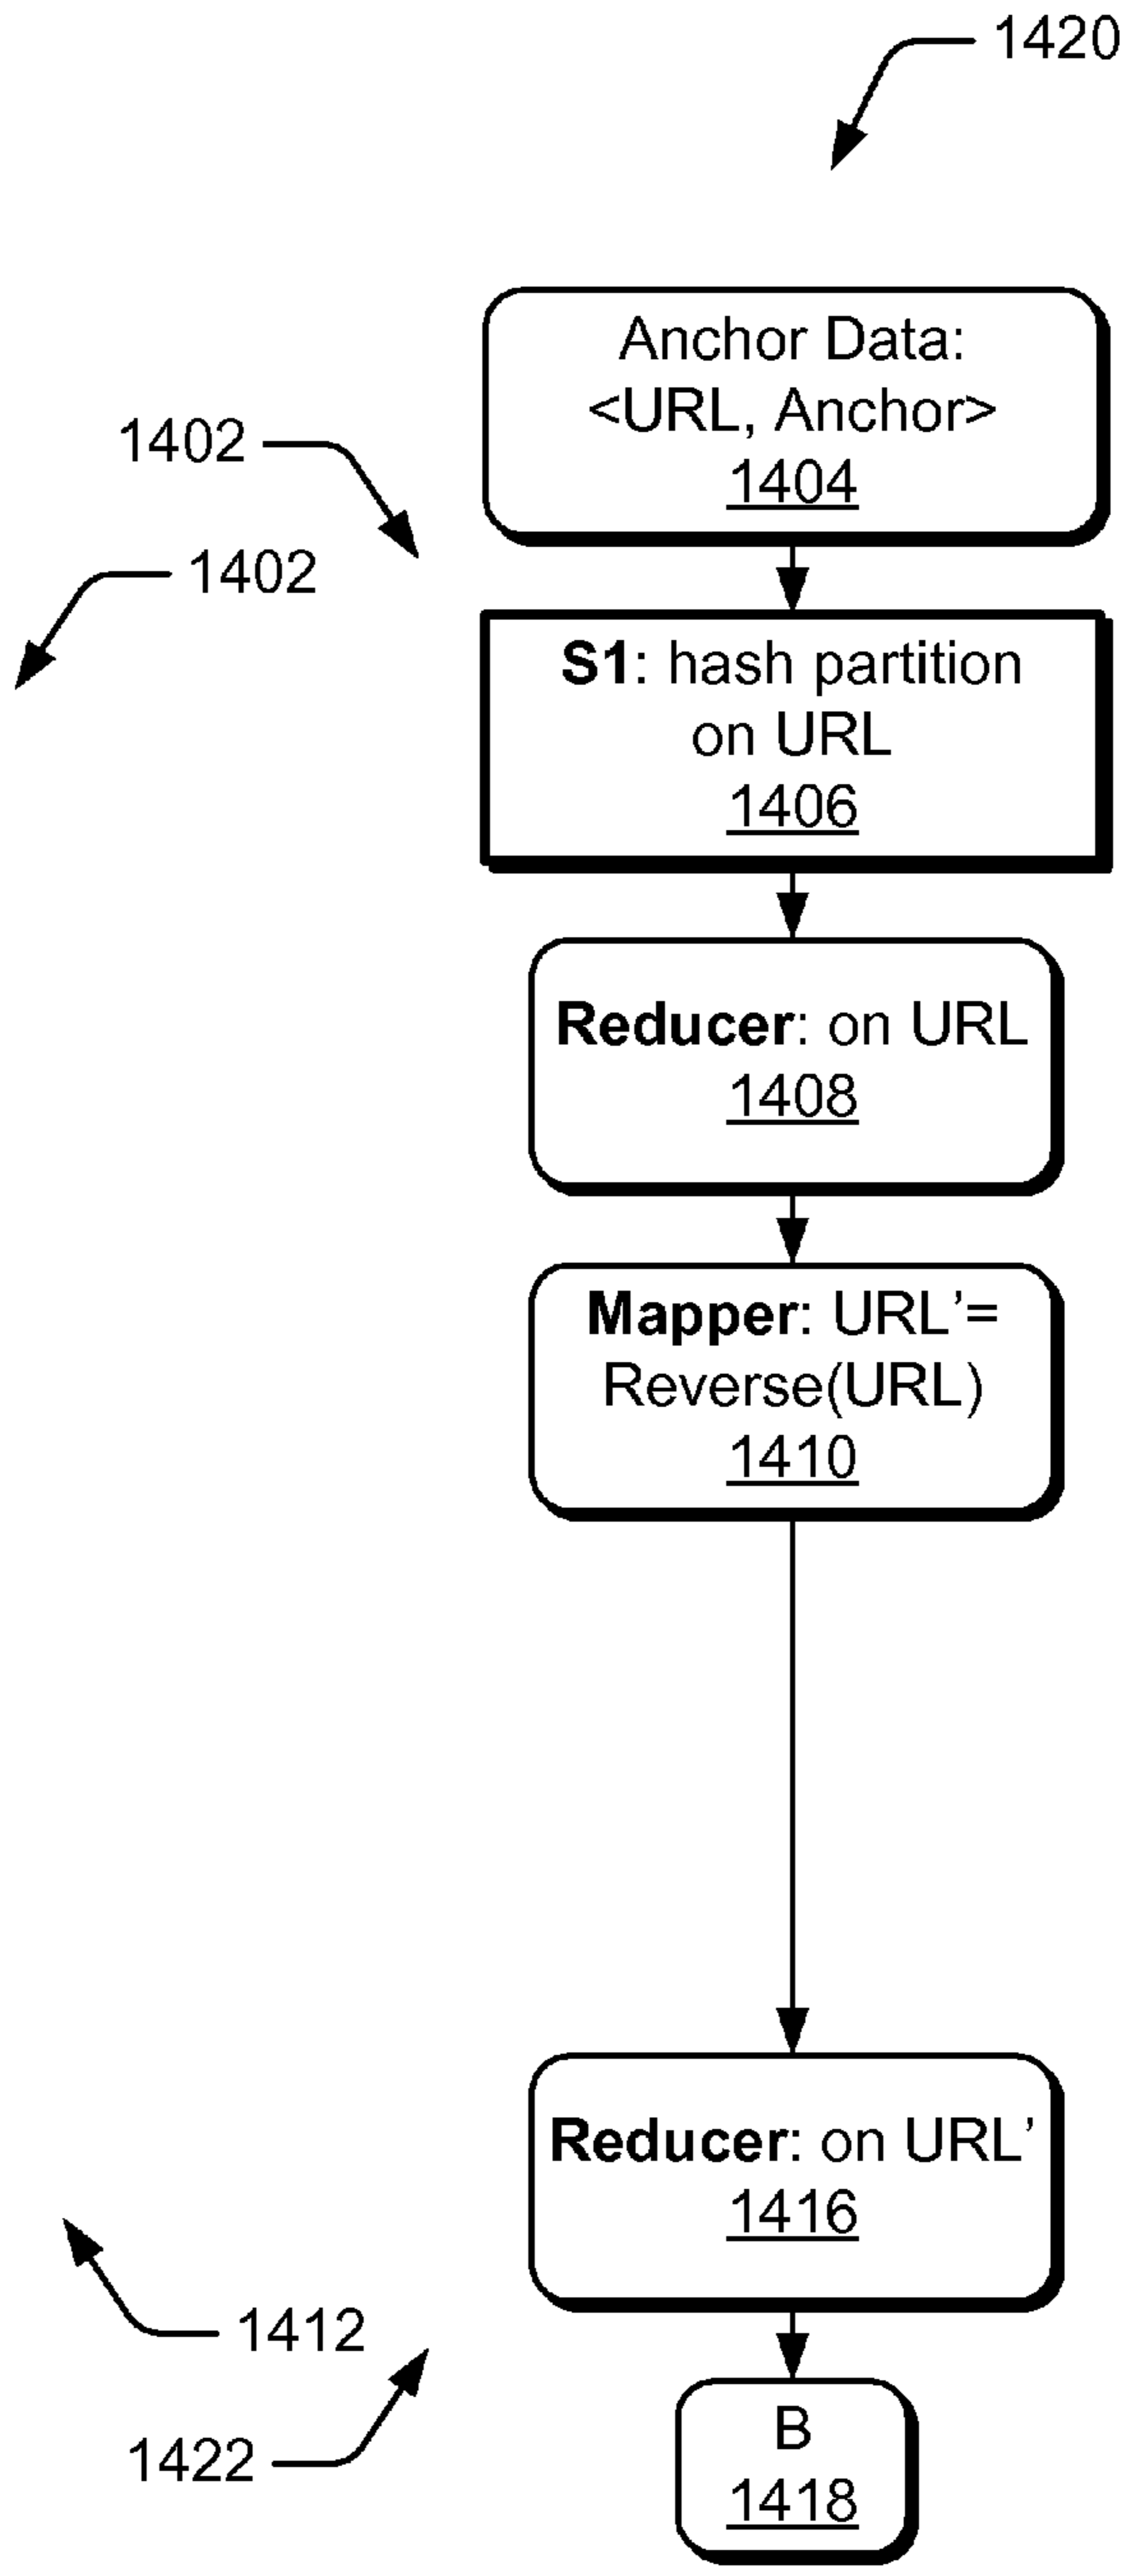 1420
Anchor Data:
<URL, Anchor>
1404
1402
1402
S1: hash partition
on URL
1406
Reducer: on URL
1408
Mapper: URL’=
Reverse(URL)
1410
Reducer: on URL’
1416
1412
1422
B
1418